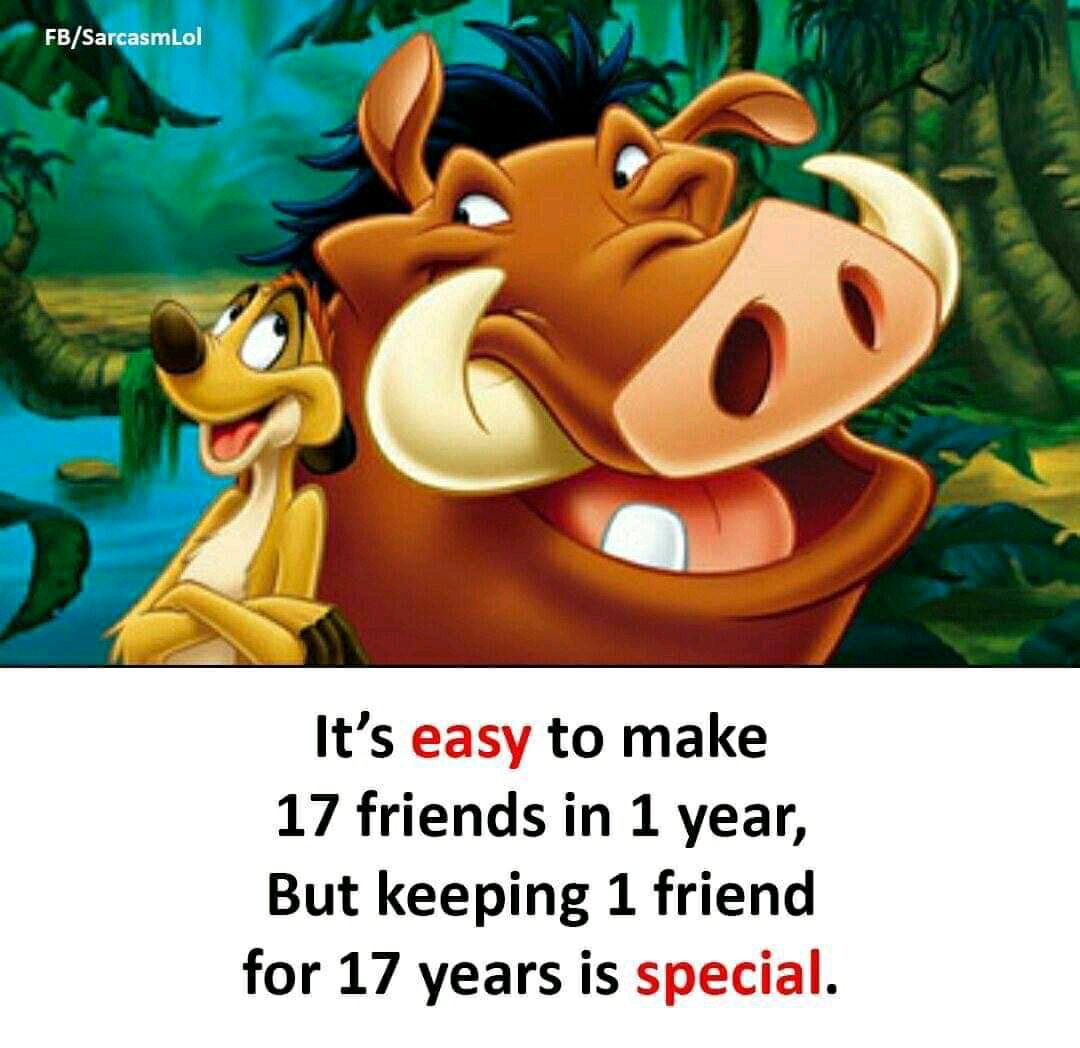 FB/SarcasmLol
It’s easy to make
17 friends in 1 year,
But keeping 1 friend
for 17 years is special.